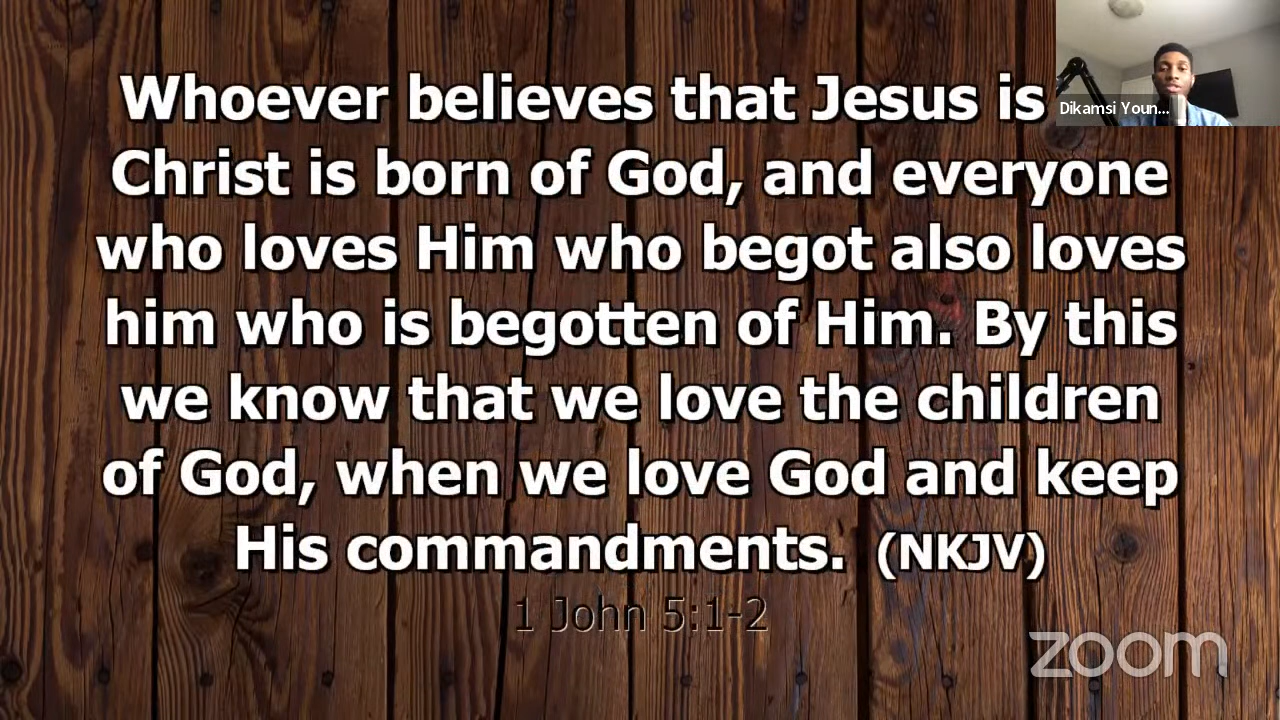 Whoever believes that Jesus is
Dikamsi Youn...
Christ is born of God, and everyone
who loves Him who begot also loves
him who is begotten of Him. By this
we know that we love the children
of God, when we love God and keep
His commandments. (NKJV)
1 John 5:1-2
zoom